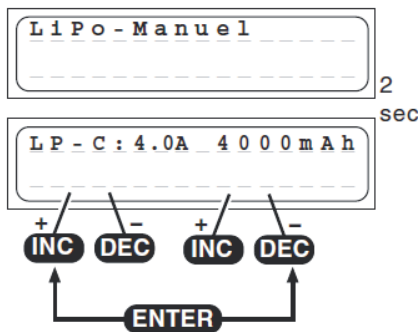 LiPo-Manuel
2
sec
LP-C:4.0A 4000mAh
+ - + -
INC DEC INC DEC
ENTER